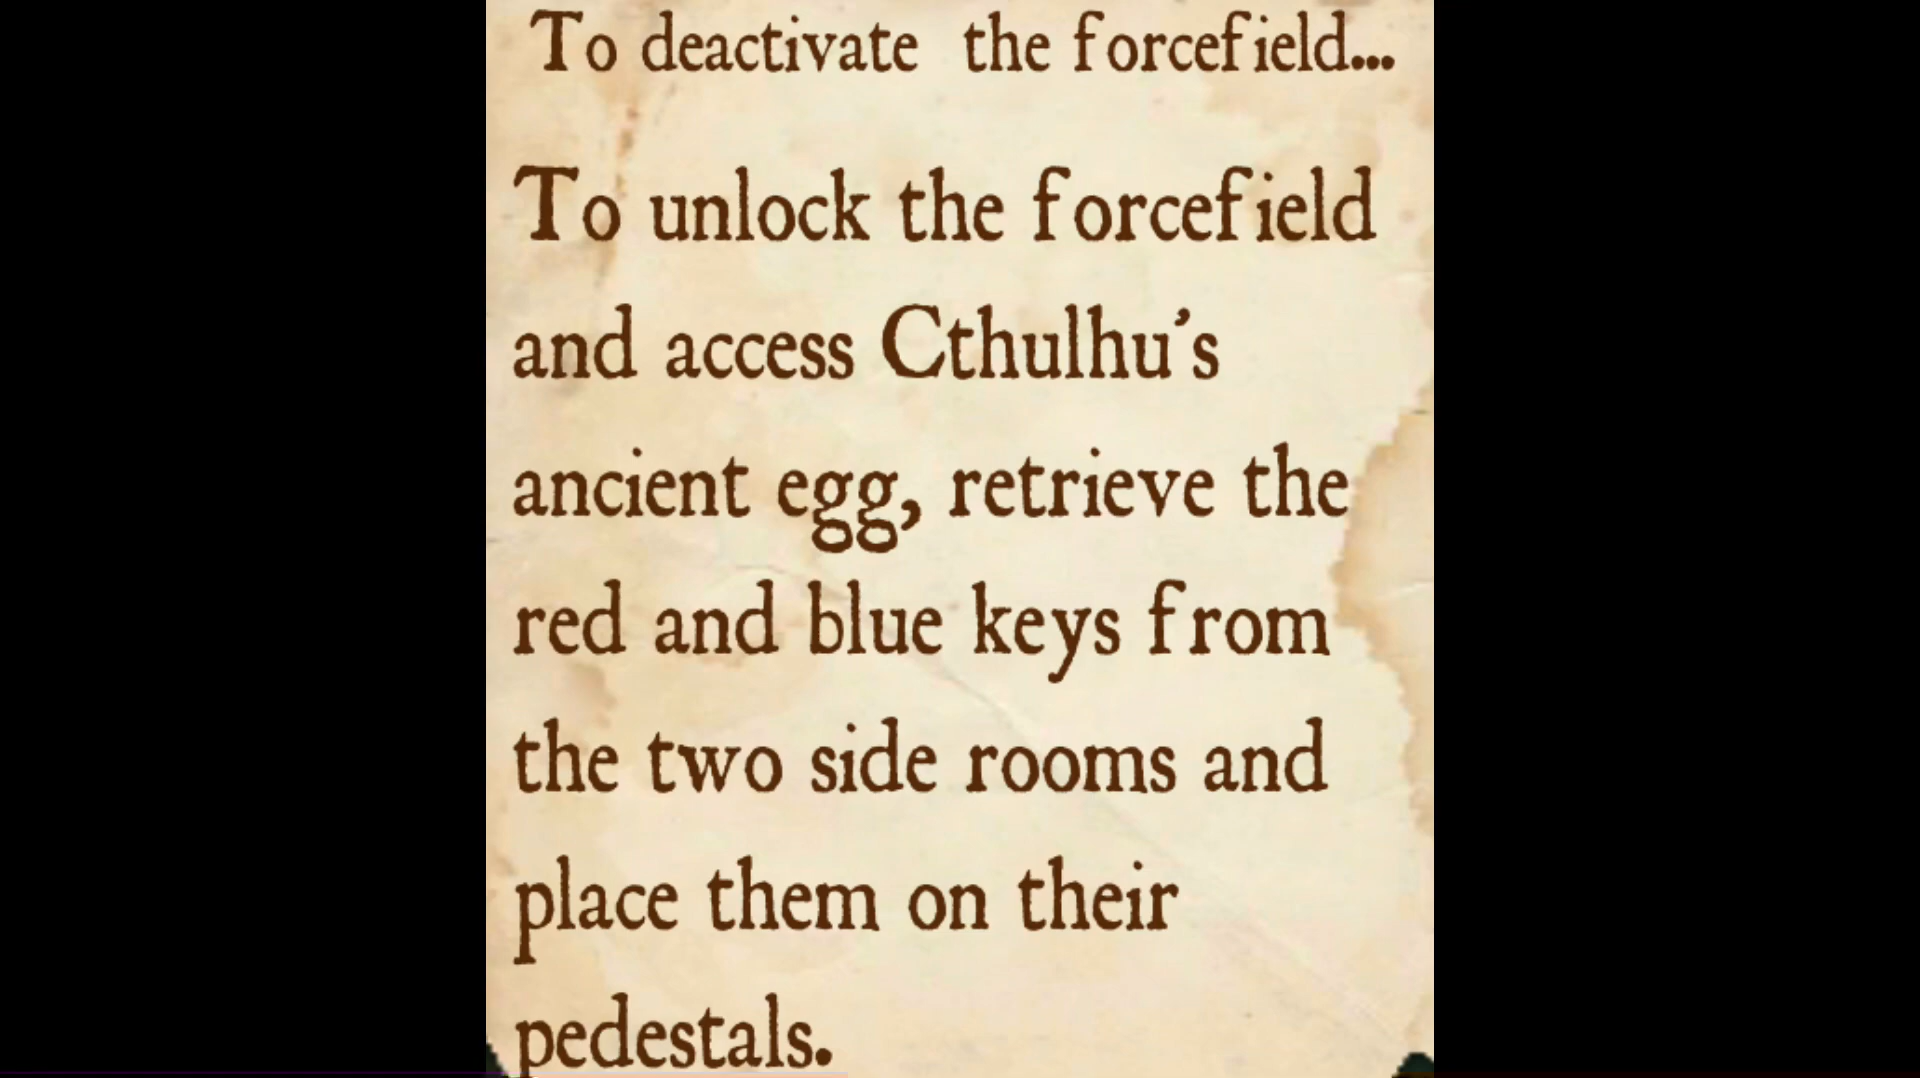 To deactivate the forcefield...
To unlock the forcefield
and access Cthulhu's
ancient egg, retrieve the
red and blue keys from
the two side rooms and
place them on their
pedestals.